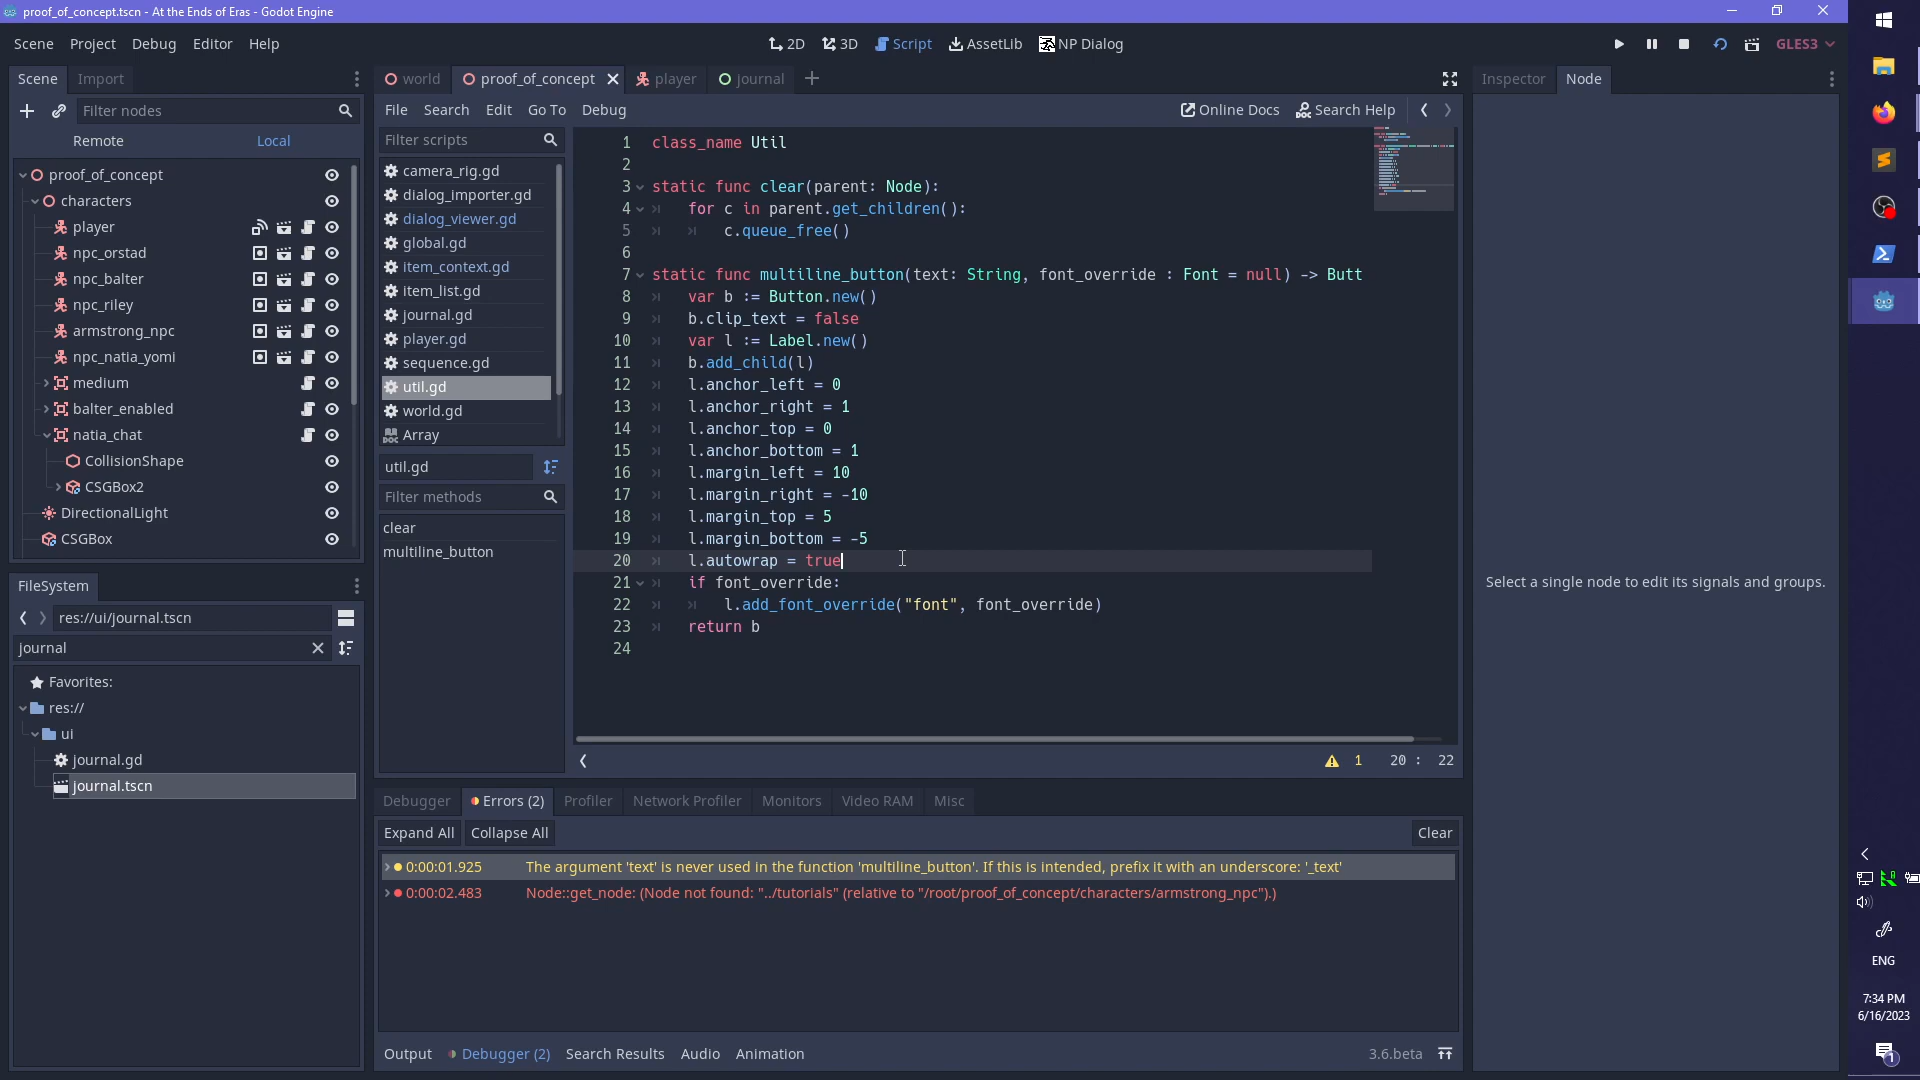 proof_of_concept.tscn - At the Ends of Eras - Godot Engine
Scene Project Debug Editor Help
2D 3D Script AssetLib NP Dialog
GLES3
Scene Import
Filter nodes
Remote Local
proof_of_concept
characters
player
npc_orstad
npc_balter
npc_riley
armstrong_npc
npc_natia_yomi
medium
balter_enabled
natia_chat
CollisionShape
CSGBox2
DirectionalLight
CSGBox
FileSystem
res://ui/journal.tscn
journal
Favorites:
res://
ui
journal.gd
journal.tscn
world proof_of_concept player journal
File Search Edit Go To Debug
Online Docs Search Help
Filter scripts
camera_rig.gd
dialog_importer.gd
dialog_viewer.gd
global.gd
item_context.gd
item_list.gd
journal.gd
player.gd
sequence.gd
util.gd
world.gd
Array
util.gd
Filter methods
clear
multiline_button
1 class_name Util
2
3 static func clear(parent: Node):
4 for c in parent.get_children():
5 c.queue_free()
6
7 static func multiline_button(text: String, font_override : Font = null) -> Butt
8 var b := Button.new()
9 b.clip_text = false
10 var l := Label.new()
11 b.add_child(l)
12 l.anchor_left = 0
13 l.anchor_right = 1
14 l.anchor_top = 0
15 l.anchor_bottom = 1
16 l.margin_left = 10
17 l.margin_right = -10
18 l.margin_top = 5
19 l.margin_bottom = -5
20 l.autowrap = true
21 if font_override:
22 l.add_font_override("font", font_override)
23 return b
24
1 20 : 22
Debugger Errors (2) Profiler Network Profiler Monitors Video RAM Misc
Expand All Collapse All Clear
0:00:01.925 The argument 'text' is never used in the function 'multiline_button'. If this is intended, prefix it with an underscore: '_text'
0:00:02.483 Node::get_node: (Node not found: "../tutorials" (relative to "/root/proof_of_concept/characters/armstrong_npc").)
Output Debugger (2) Search Results Audio Animation
3.6.beta
Inspector Node
Select a single node to edit its signals and groups.
ENG
7:34 PM
6/16/2023
1